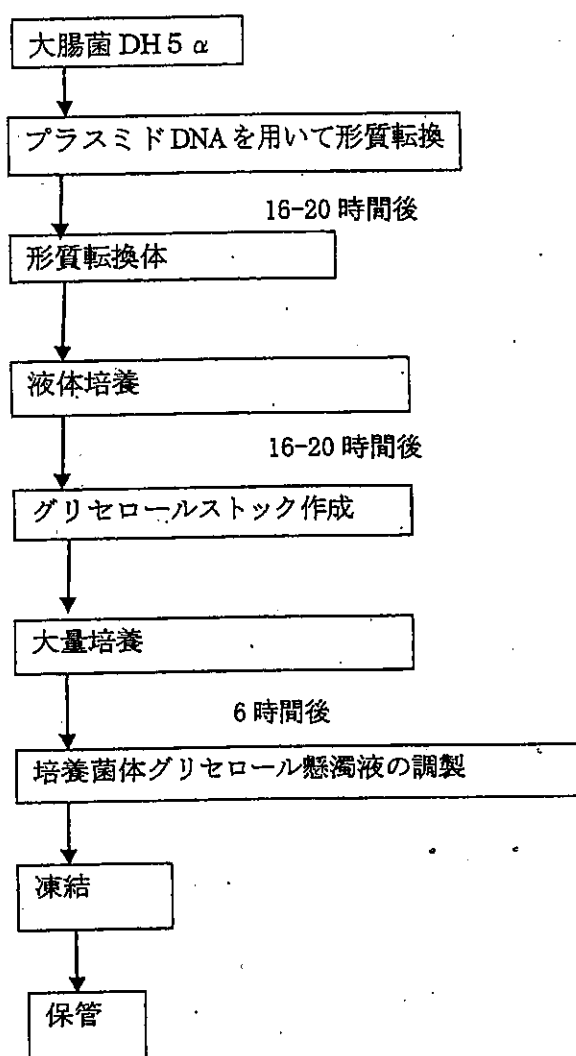 大腸菌 DH5 α
プラスミド DNA を用いて形質転換
16-20 時間後
形質転換体
液体培養
16-20 時間後
グリセロールストック作成
大量培養
6 時間後
培養菌体グリセロール懸濁液の調製
凍結
保管